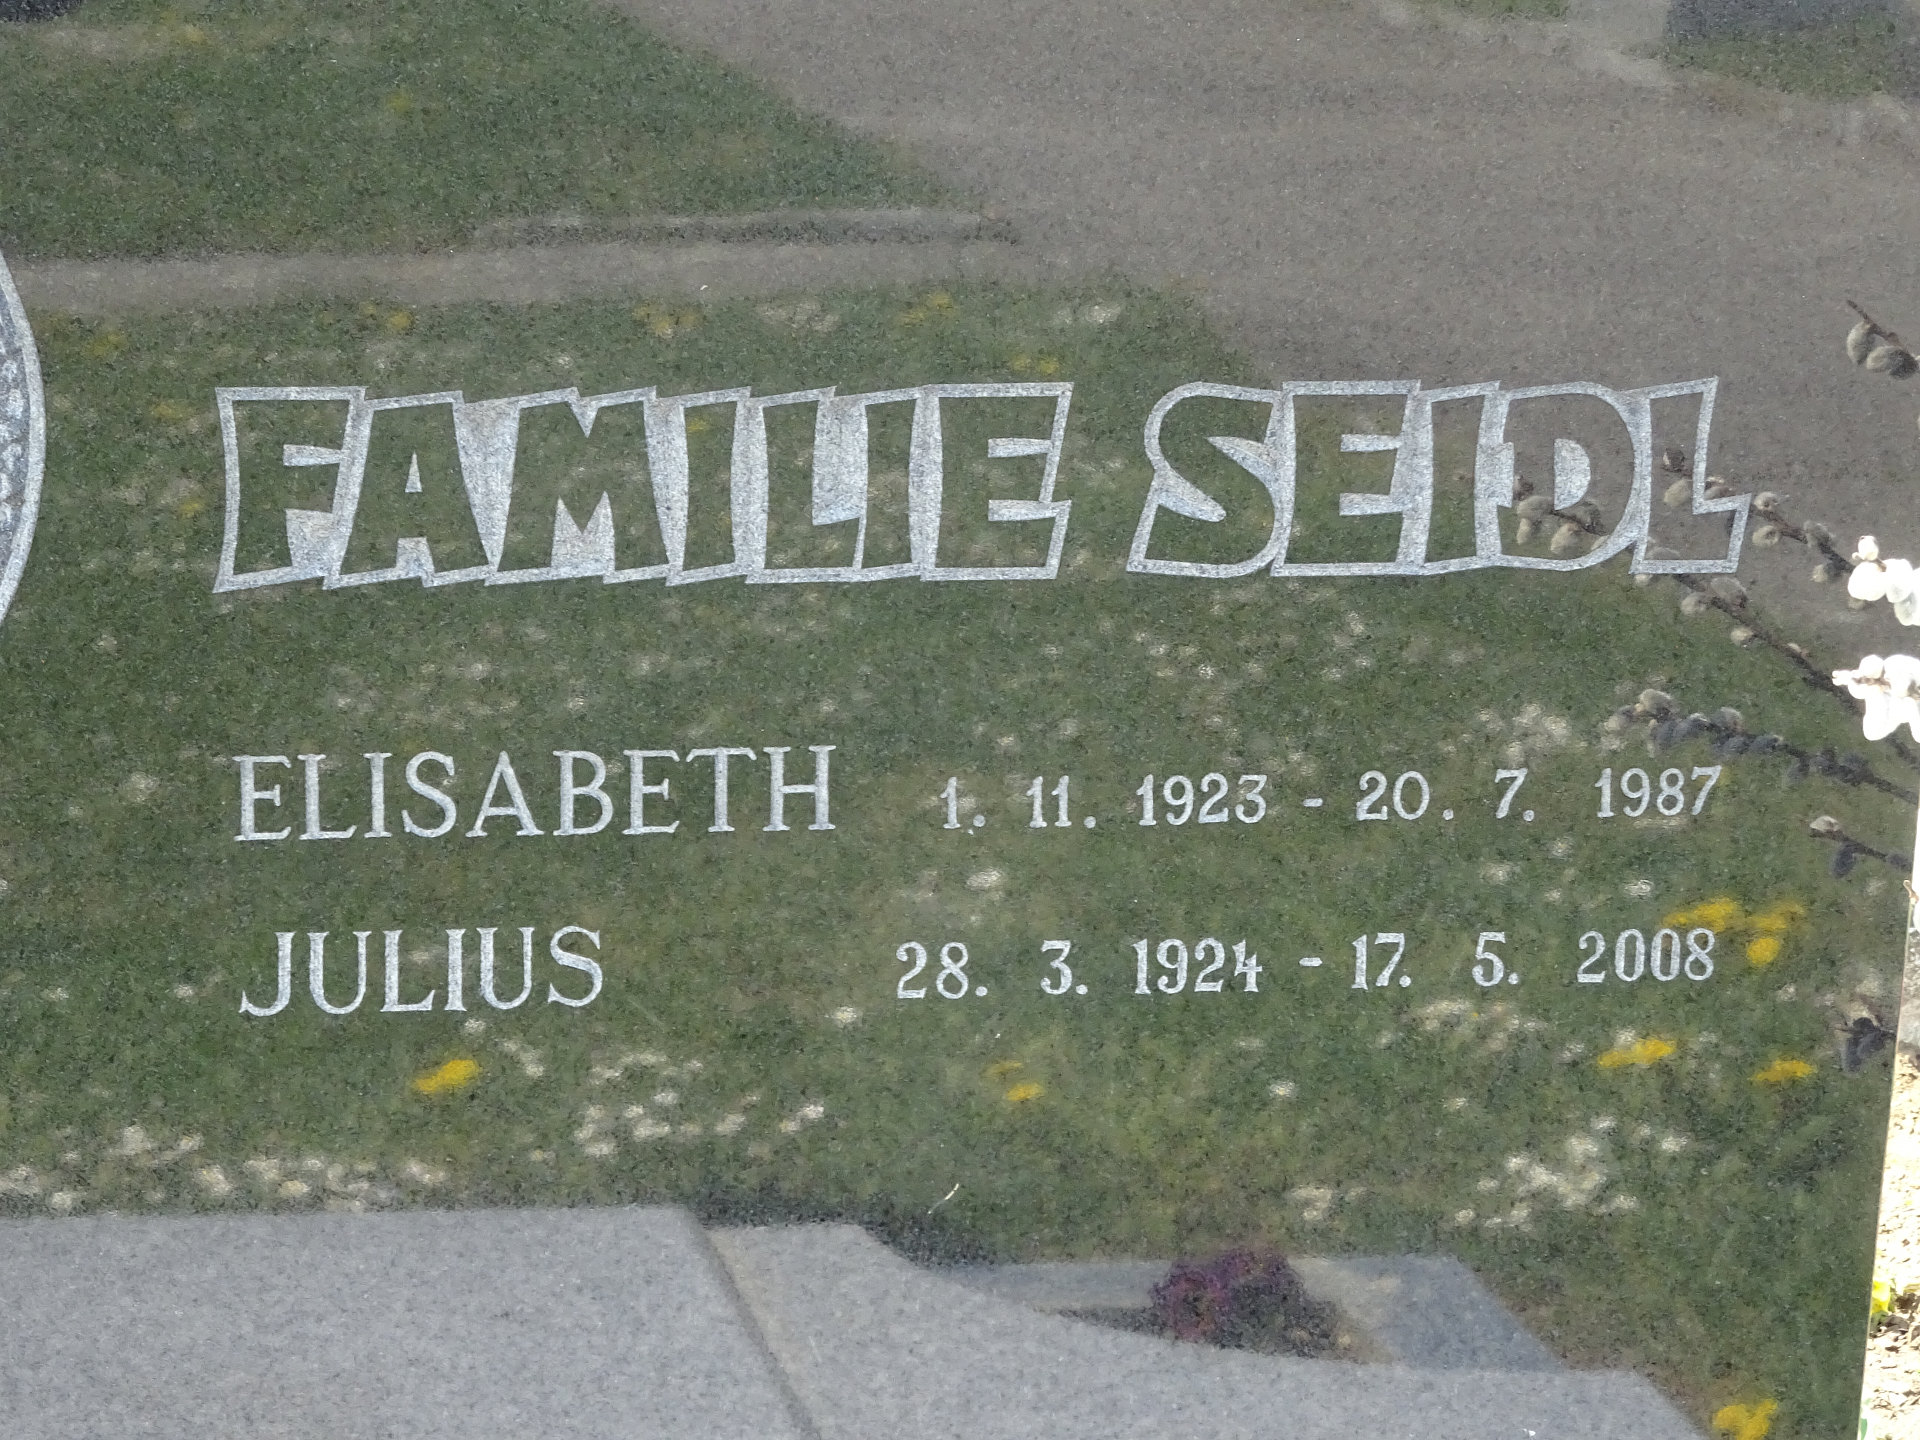 FAMILIE SEIDL
ELISABETH 1. 11. 1923 - 20. 7. 1987
JULIUS 28. 3. 1924 - 17. 5. 2008